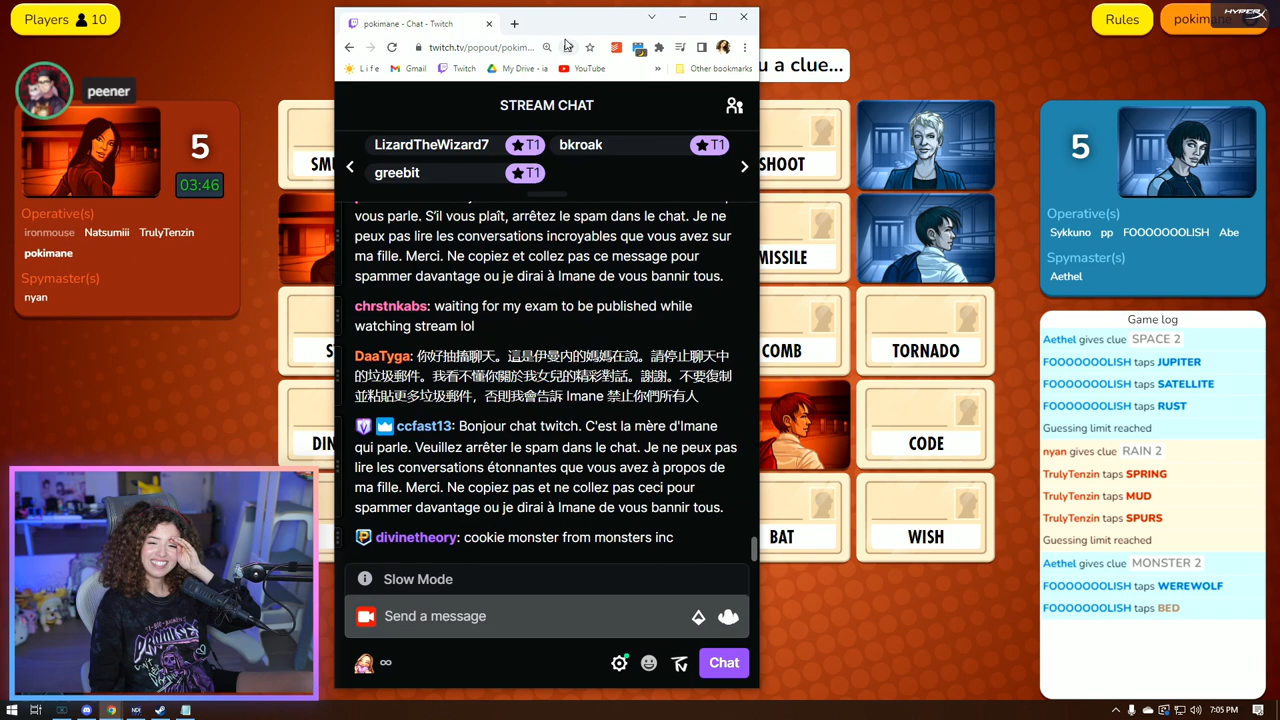 Players 10
pokimane - Chat - Twitch
twitch.tv/popout/pokim...
L i f e
Gmail
Twitch
My Drive - ia
YouTube
»
Other bookmarks
Rules
pokimane
HYPERX
u a clue...
peener
5
03:46
Operative(s)
ironmouse Natsumiii TrulyTenzin
pokimane
Spymaster(s)
nyan
STREAM CHAT
LizardTheWizard7 T1 bkroak T1
greebit T1
vous parle. S'il vous plaît, arrêtez le spam dans le chat. Je ne
peux pas lire les conversations incroyables que vous avez sur
ma fille. Merci. Ne copiez et collez pas ce message pour
spammer davantage ou je dirai à Imane de vous bannir tous.
chrstnkabs: waiting for my exam to be published while
watching stream lol
DaaTyga: 你好抽搐聊天。這是伊曼內的媽媽在說。請停止聊天中
的垃圾郵件。我看不懂你關於我女兒的精彩對話。謝謝。不要復制
並粘貼更多垃圾郵件，否則我會告訴 Imane 禁止你們所有人
ccfast13: Bonjour chat twitch. C'est la mère d'Imane
qui parle. Veuillez arrêter le spam dans le chat. Je ne peux pas
lire les conversations étonnantes que vous avez à propos de
ma fille. Merci. Ne copiez pas et ne collez pas ceci pour
spammer davantage ou je dirai à Imane de vous bannir tous.
divinetheory: cookie monster from monsters inc
Slow Mode
Send a message
∞
Chat
SHOOT
MISSILE
COMB
TORNADO
CODE
BAT
WISH
5
Operative(s)
Sykkuno pp FOOOOOOLISH Abe
Spymaster(s)
Aethel
Game log
Aethel gives clue SPACE 2
FOOOOOOLISH taps JUPITER
FOOOOOOLISH taps SATELLITE
FOOOOOOLISH taps RUST
Guessing limit reached
nyan gives clue RAIN 2
TrulyTenzin taps SPRING
TrulyTenzin taps MUD
TrulyTenzin taps SPURS
Guessing limit reached
Aethel gives clue MONSTER 2
FOOOOOOLISH taps WEREWOLF
FOOOOOOLISH taps BED
7:05 PM